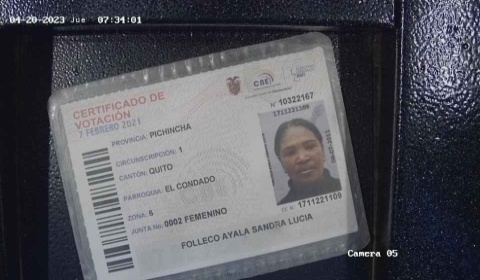 04-20-2023 Jue 07:34:01
CERTIFICADO DE
VOTACIÓN
7 FEBRERO 2021
CNE
N° 10322167
PROVINCIA: PICHINCHA
CIRCUNSCRIPCIÓN: 1
CANTÓN: QUITO
PARROQUIA: EL CONDADO
ZONA: 6
JUNTA No. 0002 FEMENINO
CC N°: 1711221109
FOLLECO AYALA SANDRA LUCIA
Camera 05